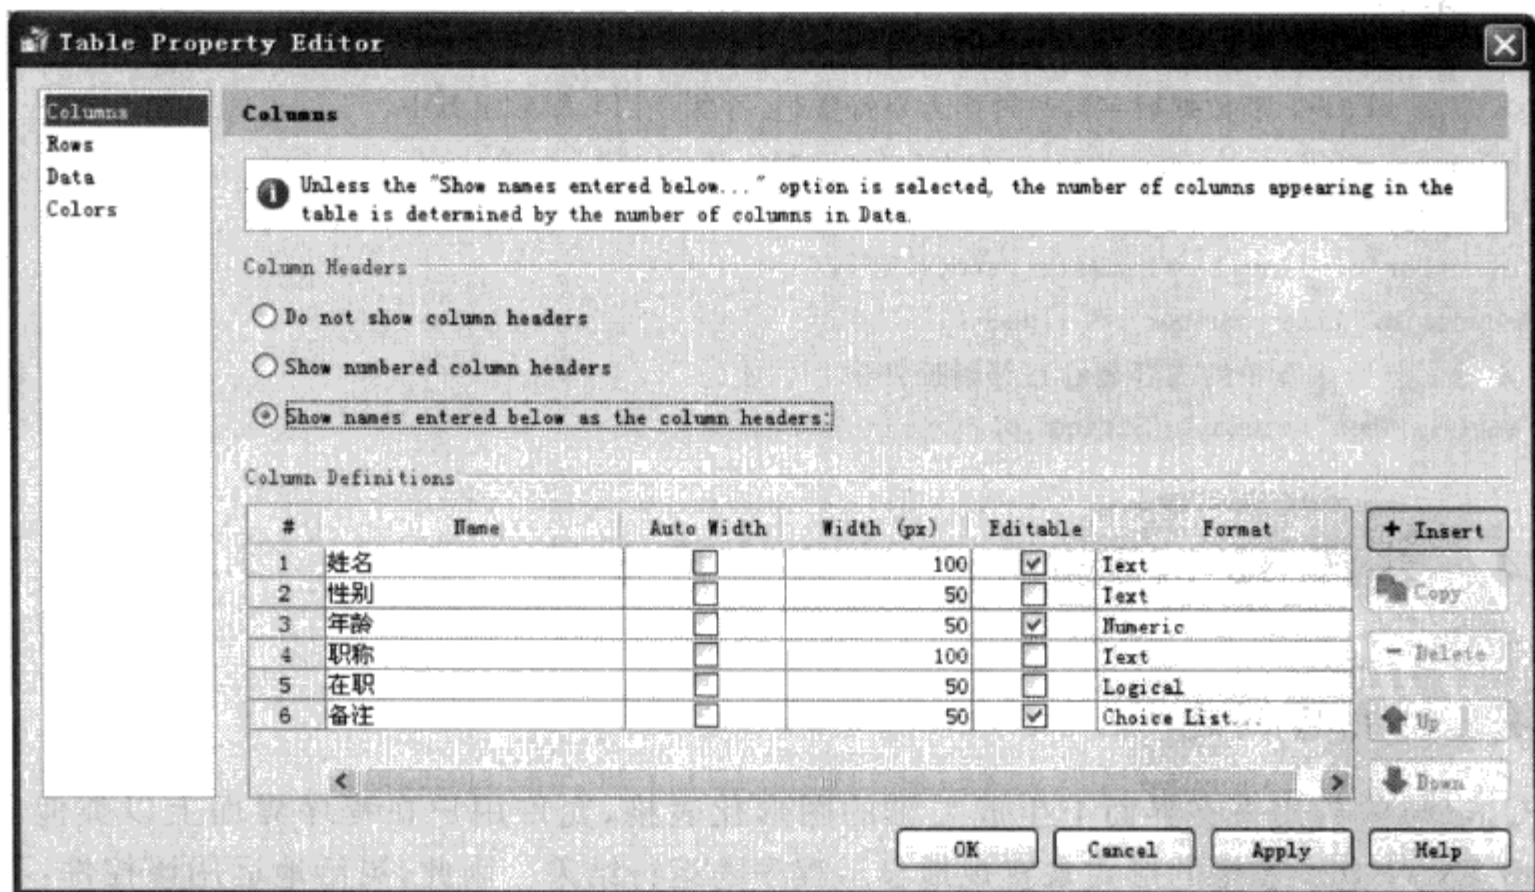 Table Property Editor
Columns
Rows
Data
Colors
Columns
Unless the "Show names entered below..." option is selected, the number of columns appearing in the
table is determined by the number of columns in Data.
Column Headers
Do not show column headers
Show numbered column headers
Show names entered below as the column headers:
Column Definitions
# Name Auto Width Width (px) Editable Format
1 姓名 100 Text
2 性别 50 Text
3 年龄 50 Numeric
4 职称 100 Text
5 在职 50 Logical
6 备注 50 Choice List...
+ Insert
Copy
- Delete
Up
Down
OK Cancel Apply Help